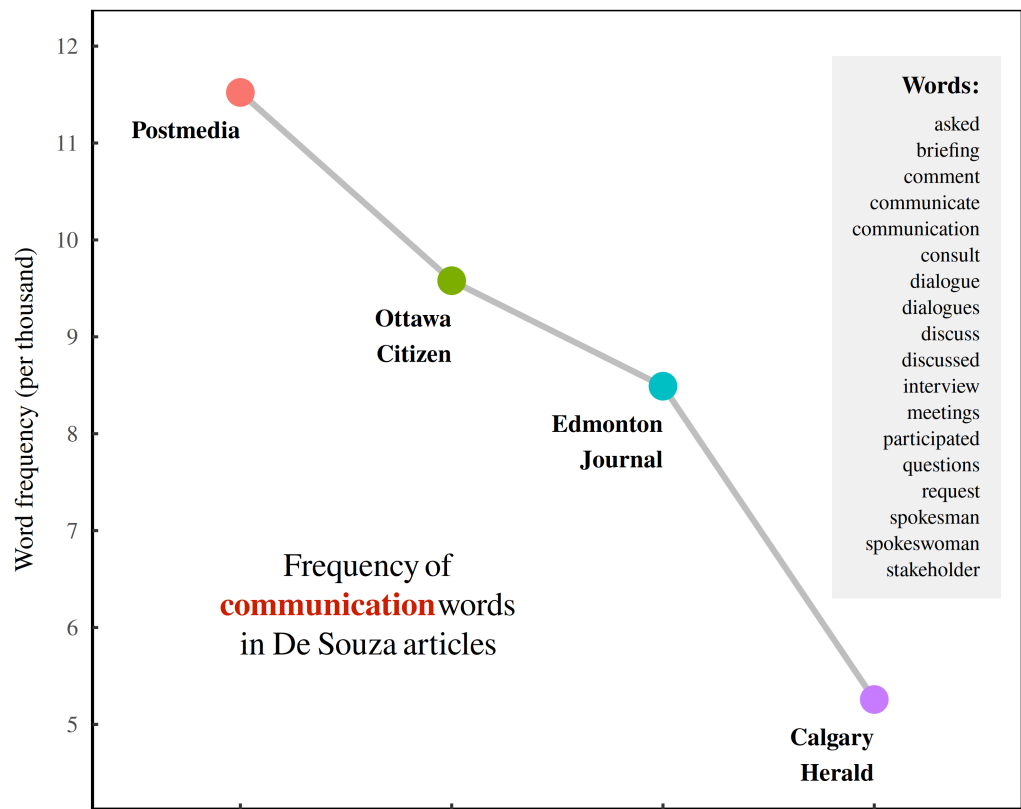 12
11
10
9
8
7
6
5
Word frequency (per thousand)
Postmedia
Ottawa
Citizen
Edmonton
Journal
Calgary
Herald
Frequency of
communication words
in De Souza articles
Words:
asked
briefing
comment
communicate
communication
consult
dialogue
dialogues
discuss
discussed
interview
meetings
participated
questions
request
spokesman
spokeswoman
stakeholder